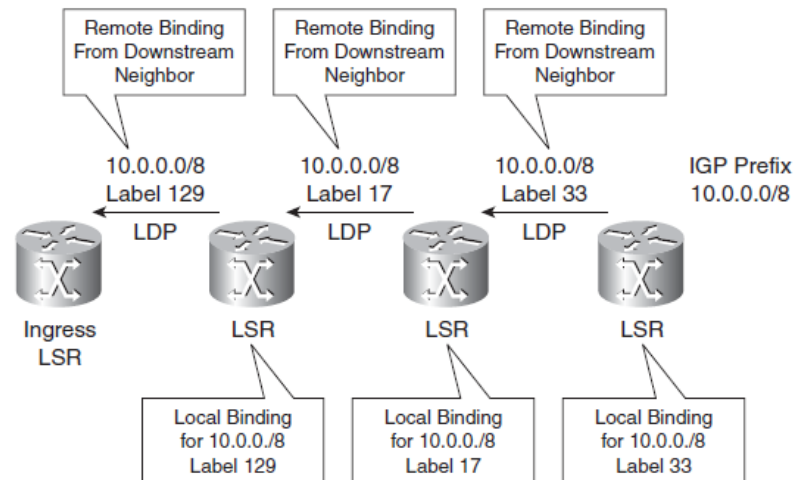 Remote Binding
From Downstream
Neighbor
Remote Binding
From Downstream
Neighbor
Remote Binding
From Downstream
Neighbor
10.0.0.0/8
Label 129
LDP
10.0.0.0/8
Label 17
LDP
10.0.0.0/8
Label 33
LDP
IGP Prefix
10.0.0.0/8
Ingress
LSR
LSR
LSR
LSR
Local Binding
for 10.0.0./8
Label 129
Local Binding
for 10.0.0./8
Label 17
Local Binding
for 10.0.0./8
Label 33